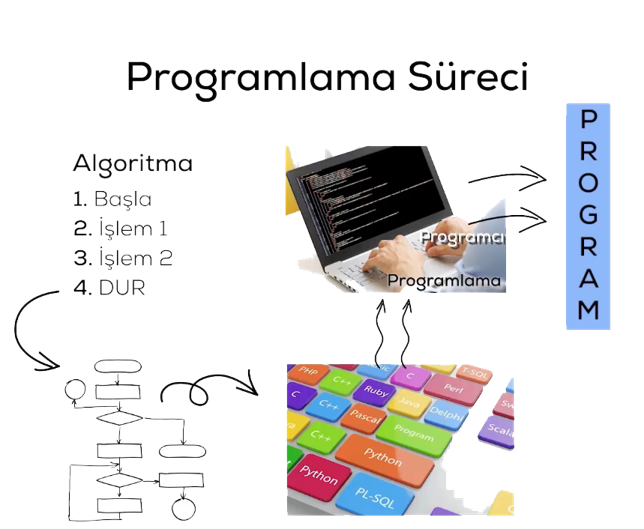 Programlama Süreci
PROGRAM
Algoritma
1. Başla
2. İşlem 1
3. İşlem 2
4. DUR
Programcı
Programlama
PHP
C++
C
T-SQL
C
C++
Ruby
Java
Perl
Pascal
Delphi
C++
Program
Scala
Python
Python
PL-SQL